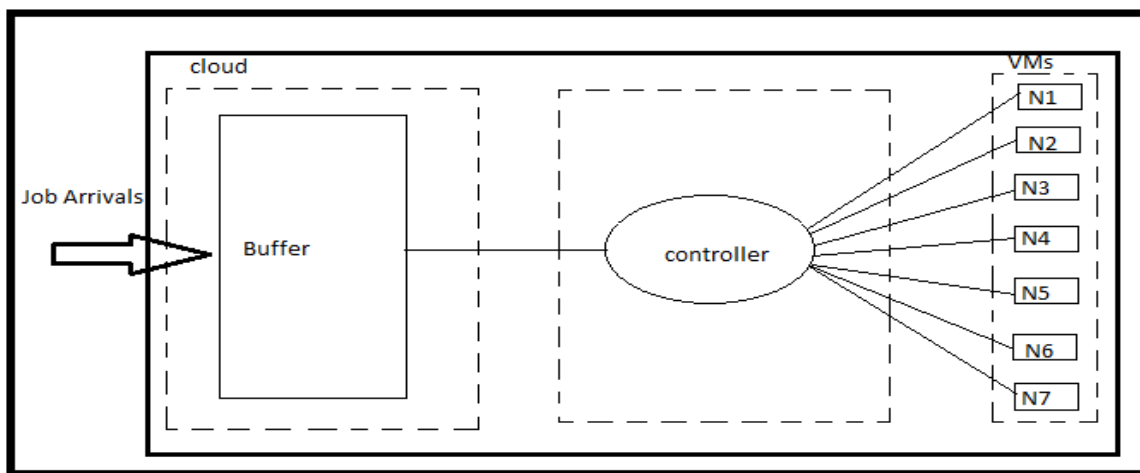 cloud
VMs
N1
N2
N3
Job Arrivals
Buffer
controller
N4
N5
N6
N7